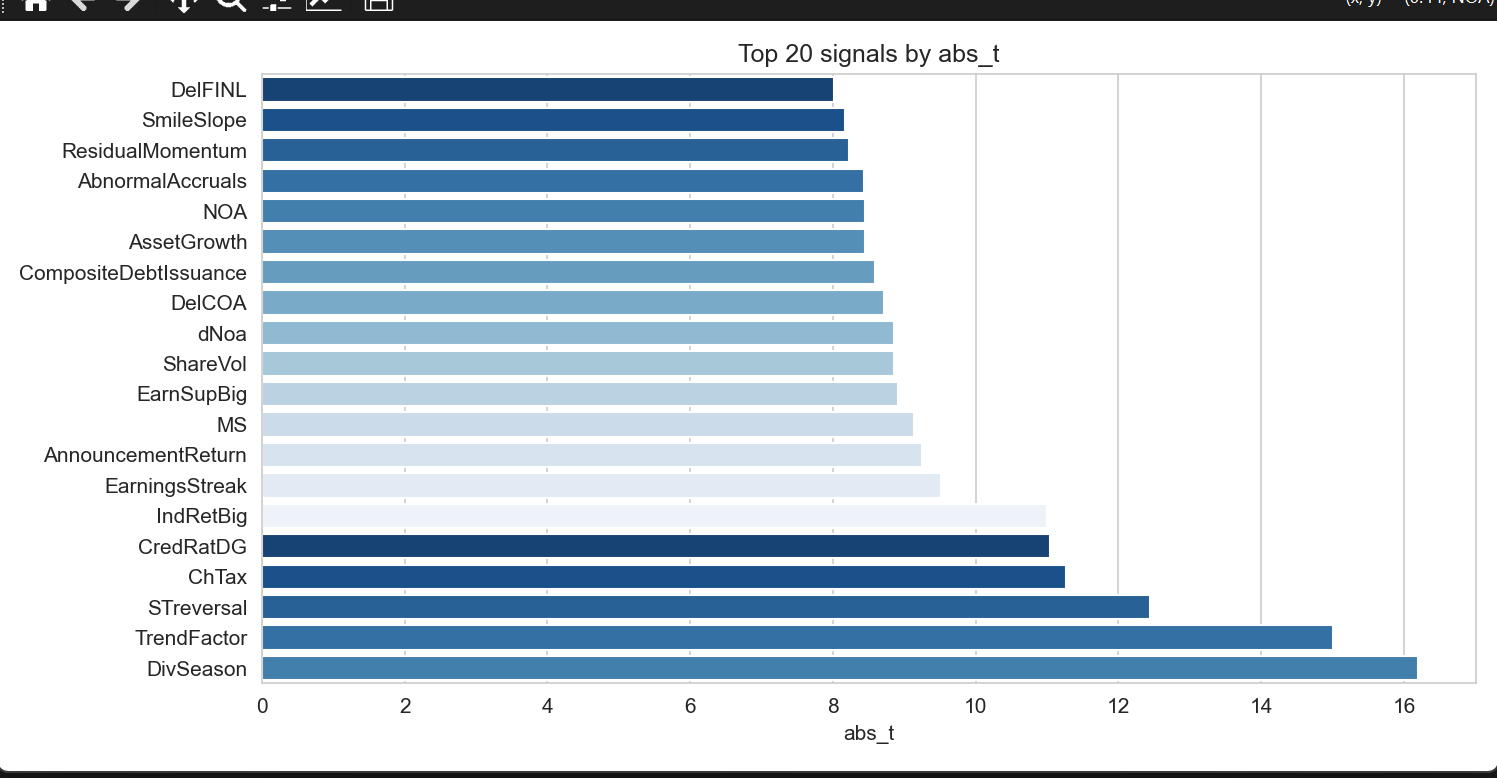 Top 20 signals by abs_t
DelFINL
SmileSlope
ResidualMomentum
AbnormalAccruals
NOA
AssetGrowth
CompositeDebtIssuance
DelCOA
dNoa
ShareVol
EarnSupBig
MS
AnnouncementReturn
EarningsStreak
IndRetBig
CredRatDG
ChTax
STreversal
TrendFactor
DivSeason
0 2 4 6 8 10 12 14 16
abs_t